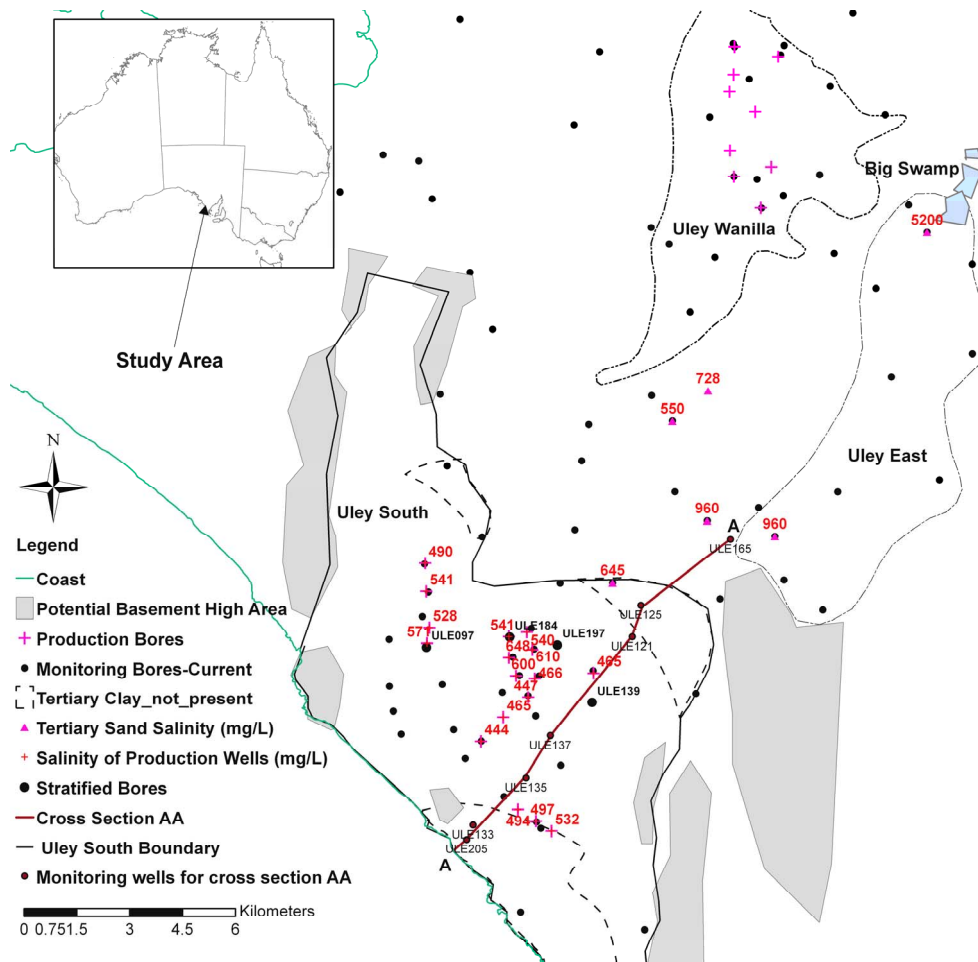 Big Swamp
5200
Uley Wanilla
Study Area
728
550
Uley East
N
Uley South
960
A
960
ULE165
490
645
541
ULE125
528
571
ULE097
541
ULE184
540
ULE197
ULE121
648
610
600
466
465
447
ULE139
465
444
ULE137
ULE135
497
494
532
ULE133
ULE205
A
Legend
Coast
Potential Basement High Area
Production Bores
Monitoring Bores-Current
Tertiary Clay_not_present
Tertiary Sand Salinity (mg/L)
Salinity of Production Wells (mg/L)
Stratified Bores
Cross Section AA
Uley South Boundary
Monitoring wells for cross section AA
Kilometers
0 0.75 1.5 3 4.5 6